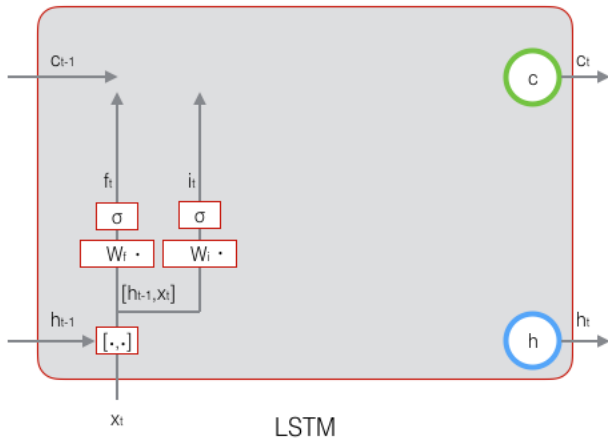 Ct-1
Ct
c
ft
it
σ
σ
Wf ·
Wi ·
[ht-1,xt]
ht-1
[·,·]
h
ht
xt
LSTM